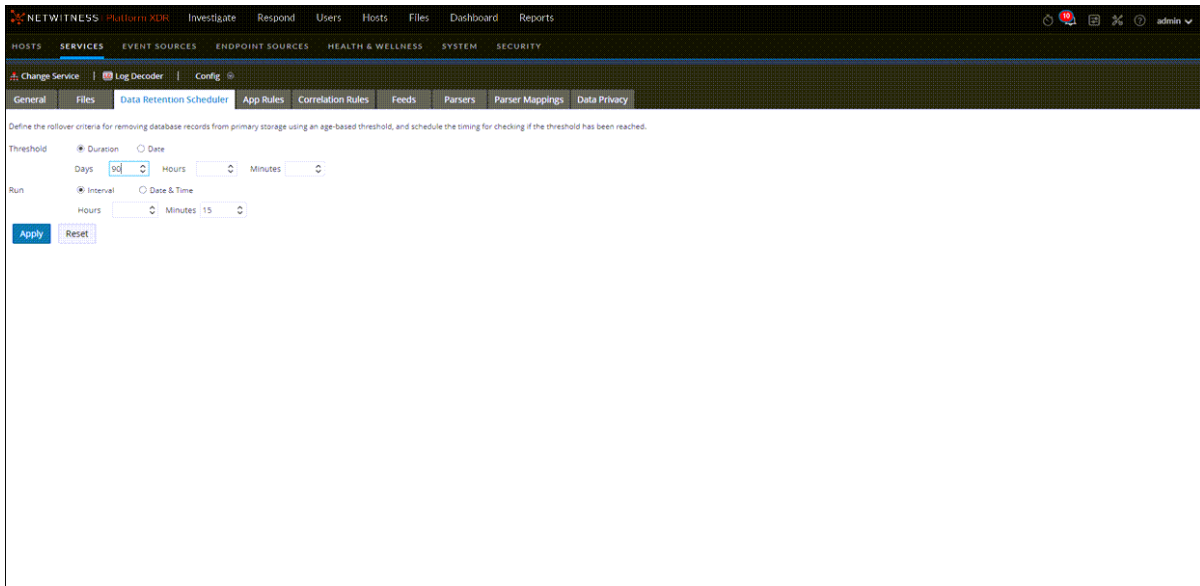 NETWITNESS Platform XDR Investigate Respond Users Hosts Files Dashboard Reports 10 admin
HOSTS SERVICES EVENT SOURCES ENDPOINT SOURCES HEALTH & WELLNESS SYSTEM SECURITY
Change Service | Log Decoder | Config
General Files Data Retention Scheduler App Rules Correlation Rules Feeds Parsers Parser Mappings Data Privacy
Define the rollover criteria for removing database records from primary storage using an age-based threshold, and schedule the timing for checking if the threshold has been reached.
Threshold Duration Date
Days 90 Hours Minutes
Run Interval Date & Time
Hours Minutes 15
Apply Reset